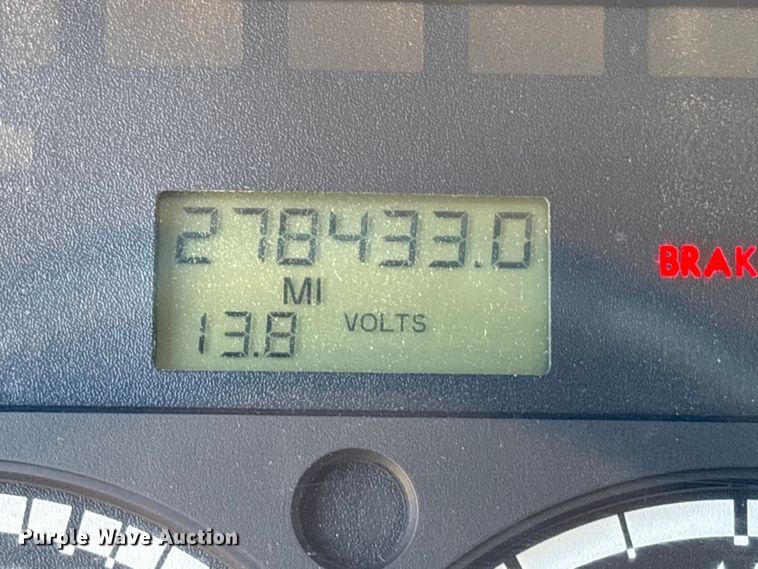 278433.0
MI
BRAK
13.8 VOLTS
Purple Wave Auction